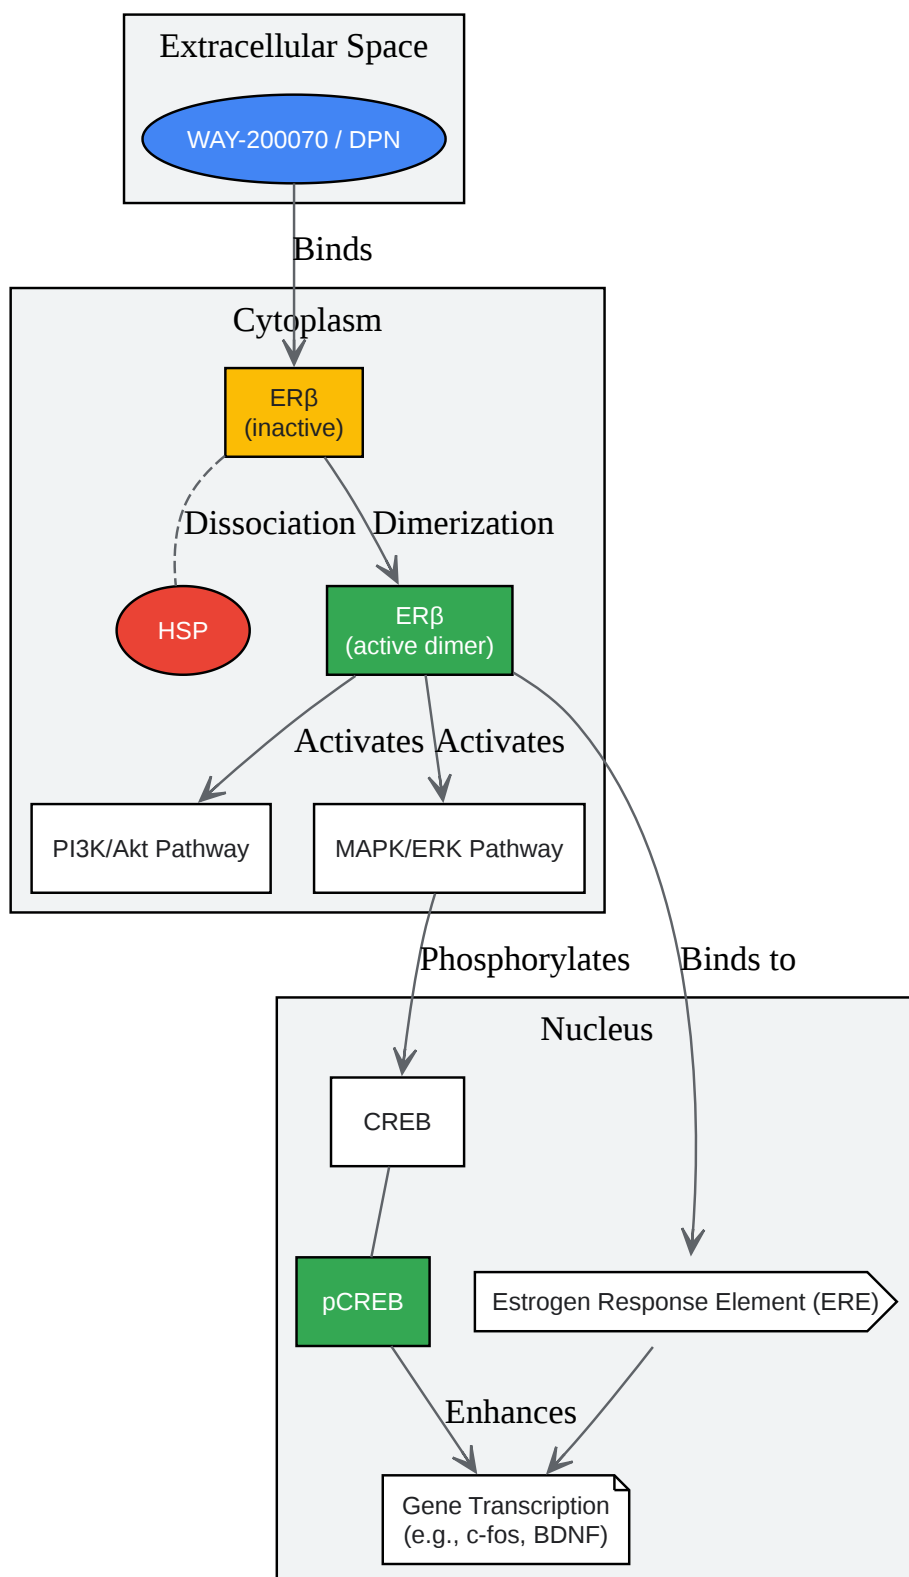 Extracellular Space
WAY-200070 / DPN
Binds
Cytoplasm
ERβ
(inactive)
Dissociation
Dimerization
HSP
ERβ
(active dimer)
Activates
Activates
PI3K/Akt Pathway
MAPK/ERK Pathway
Phosphorylates
Binds to
Nucleus
CREB
pCREB
Estrogen Response Element (ERE)
Enhances
Gene Transcription
(e.g., c-fos, BDNF)